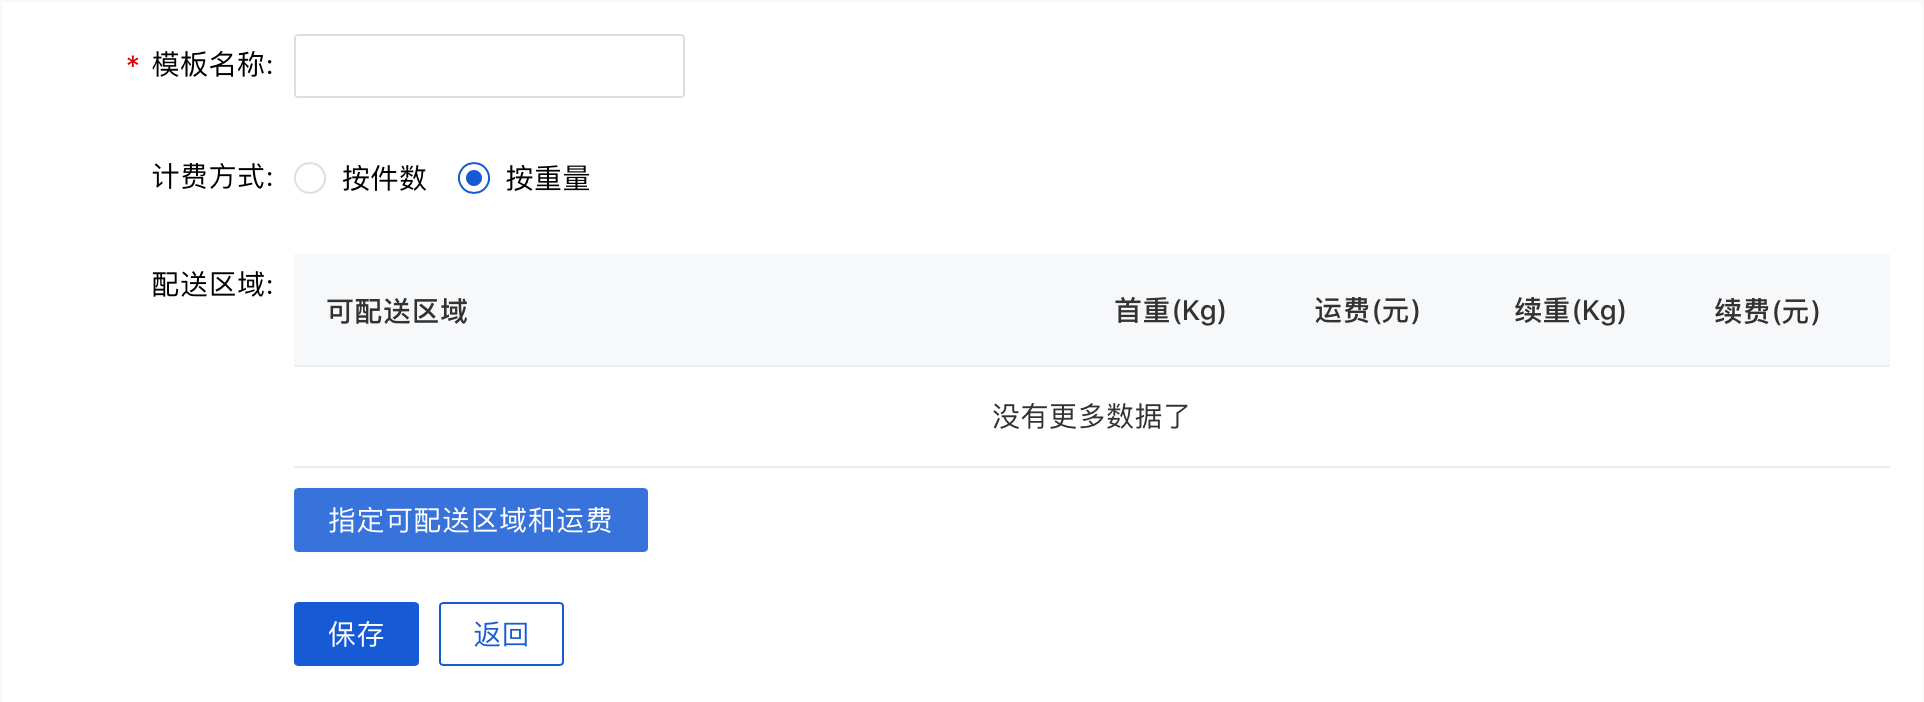 * 模板名称:
计费方式: 按件数 按重量
配送区域:
可配送区域 首重(Kg) 运费(元) 续重(Kg) 续费(元)
没有更多数据了
指定可配送区域和运费
保存 返回